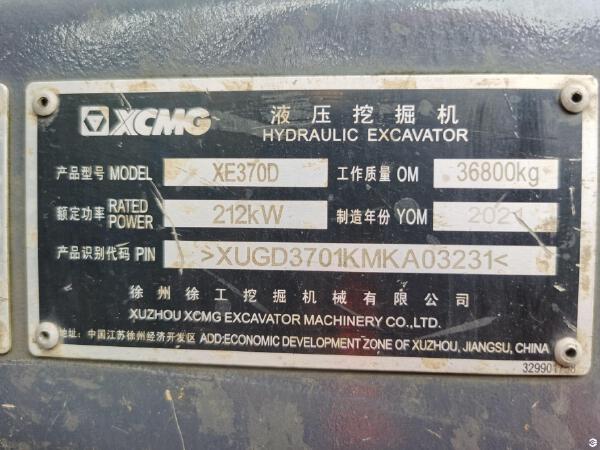 XCMG 液压挖掘机
HYDRAULIC EXCAVATOR
产品型号 MODEL XE370D 工作质量 OM 36800kg
额定功率 RATED POWER 212kW 制造年份 YOM 2021
产品识别代码 PIN >XUGD3701KMKA03231<
徐州徐工挖掘机械有限公司
XUZHOU XCMG EXCAVATOR MACHINERY CO.,LTD.
地址: 中国江苏徐州经济开发区 ADD:ECONOMIC DEVELOPMENT ZONE OF XUZHOU, JIANGSU, CHINA